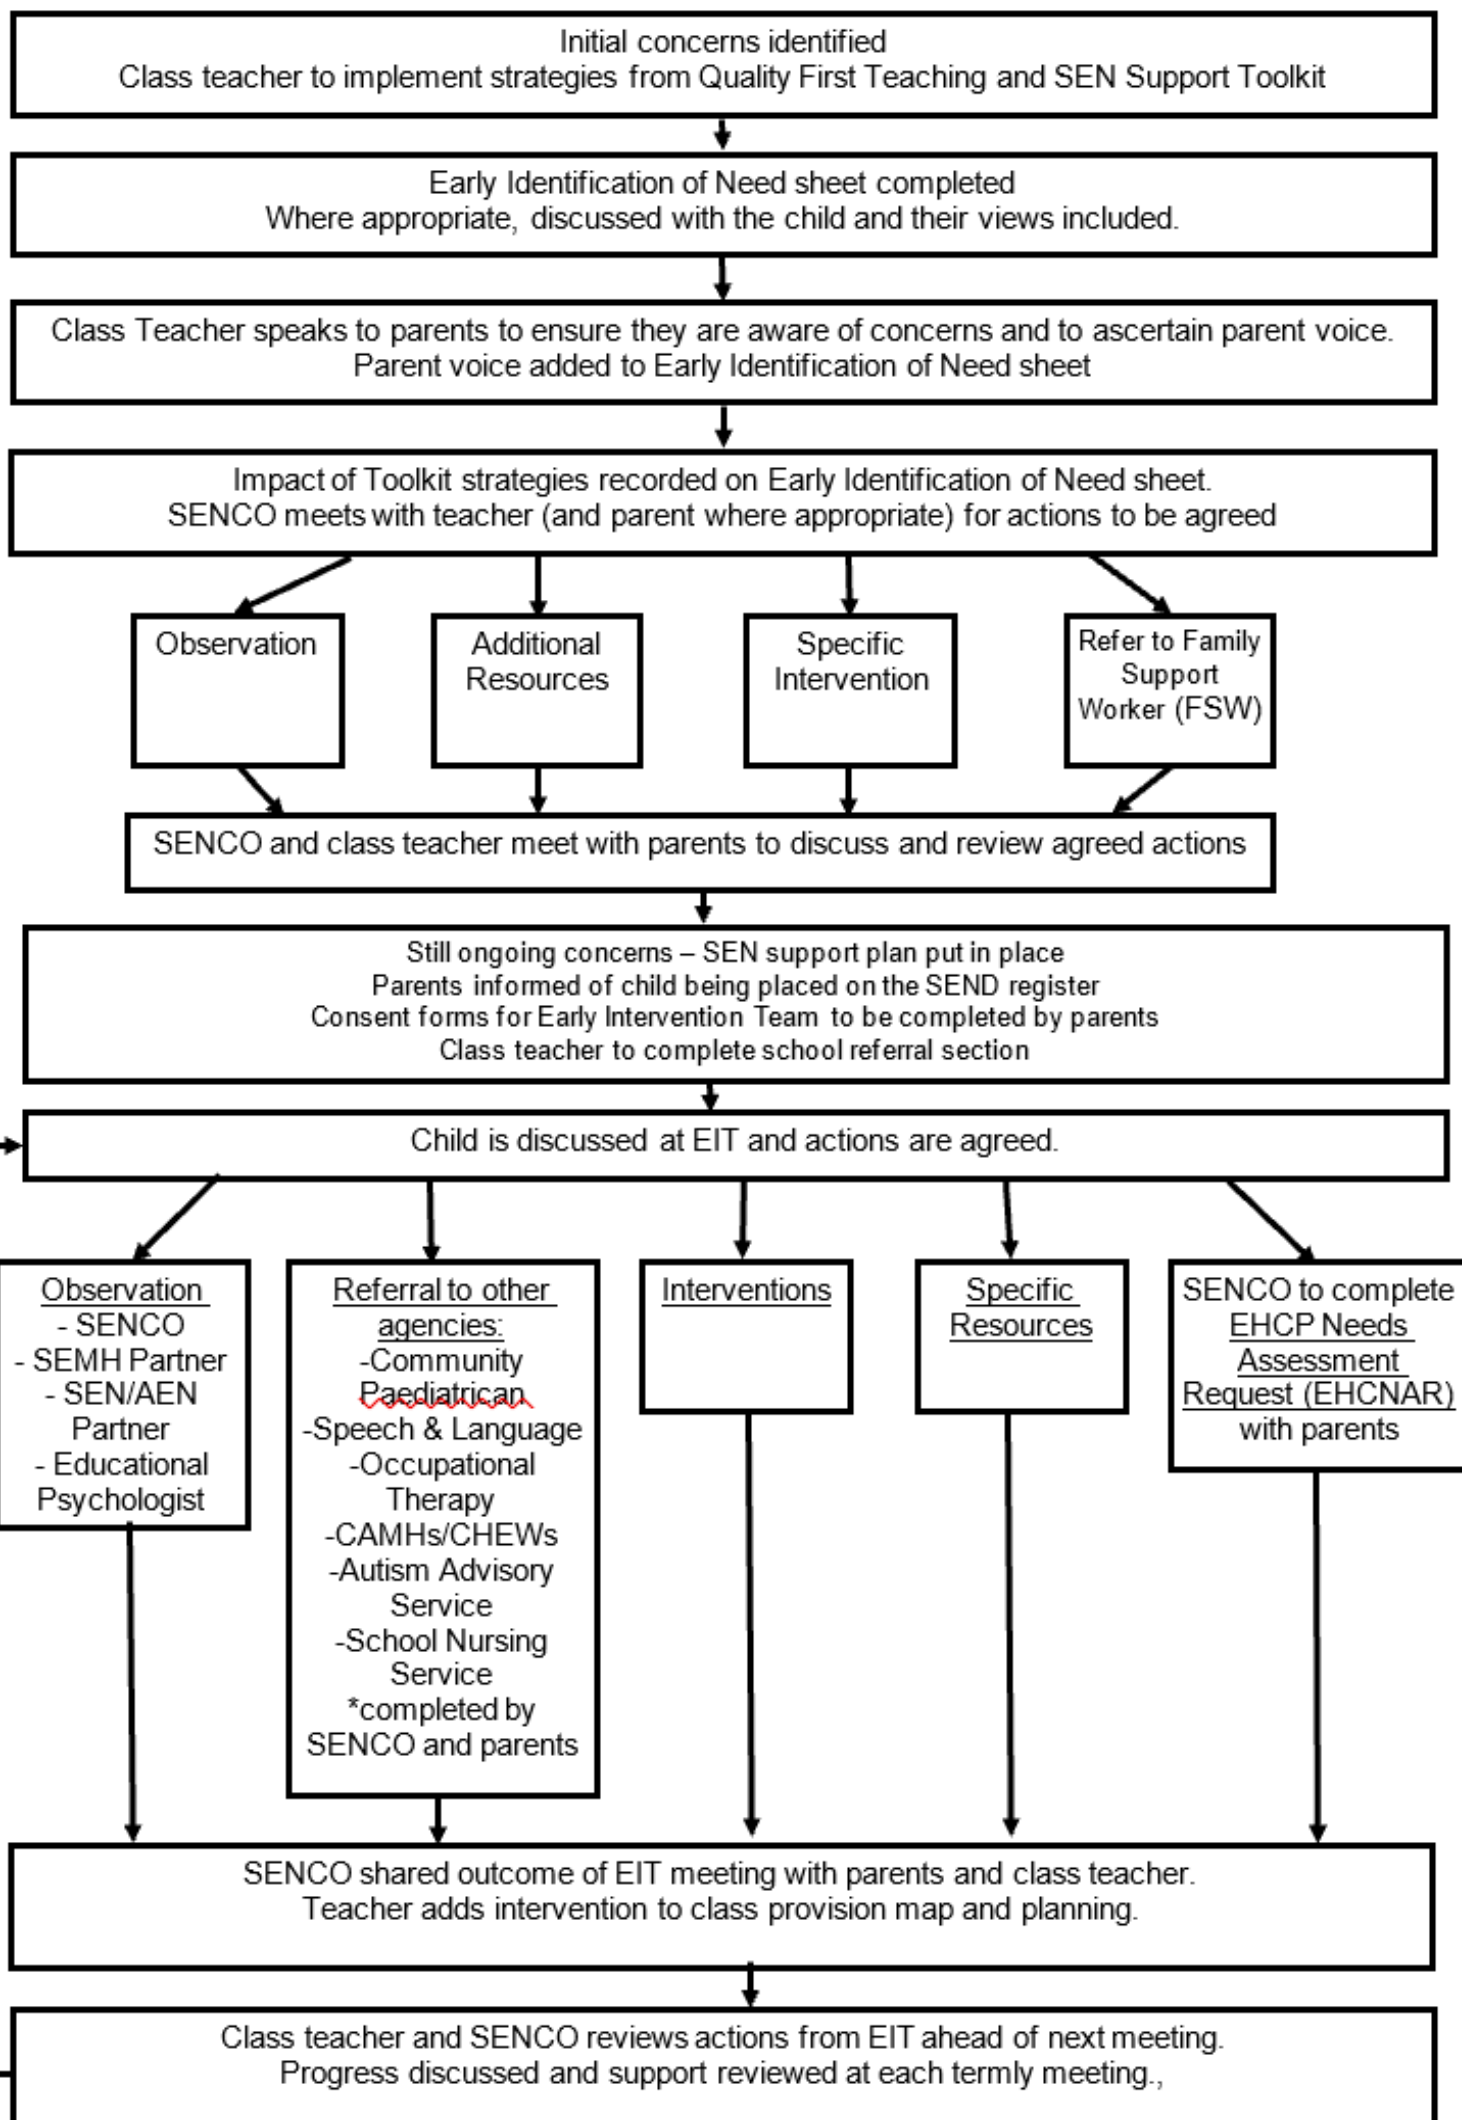 Initial concerns identified
Class teacher to implement strategies from Quality First Teaching and SEN Support Toolkit
Early Identification of Need sheet completed
Where appropriate, discussed with the child and their views included.
Class Teacher speaks to parents to ensure they are aware of concerns and to ascertain parent voice.
Parent voice added to Early Identification of Need sheet
Impact of Toolkit strategies recorded on Early Identification of Need sheet.
SENCO meets with teacher (and parent where appropriate) for actions to be agreed
Observation
Additional
Resources
Specific
Intervention
Refer to Family
Support
Worker (FSW)
SENCO and class teacher meet with parents to discuss and review agreed actions
Still ongoing concerns – SEN support plan put in place
Parents informed of child being placed on the SEND register
Consent forms for Early Intervention Team to be completed by parents
Class teacher to complete school referral section
Child is discussed at EIT and actions are agreed.
Observation
- SENCO
- SEMH Partner
- SEN/AEN
Partner
- Educational
Psychologist
Referral to other
agencies:
-Community
Paediatrican
-Speech & Language
-Occupational
Therapy
-CAMHs/CHEWs
-Autism Advisory
Service
-School Nursing
Service
*completed by
SENCO and parents
Interventions
Specific
Resources
SENCO to complete
EHCP Needs
Assessment
Request (EHCNAR)
with parents
SENCO shared outcome of EIT meeting with parents and class teacher.
Teacher adds intervention to class provision map and planning.
Class teacher and SENCO reviews actions from EIT ahead of next meeting.
Progress discussed and support reviewed at each termly meeting.,